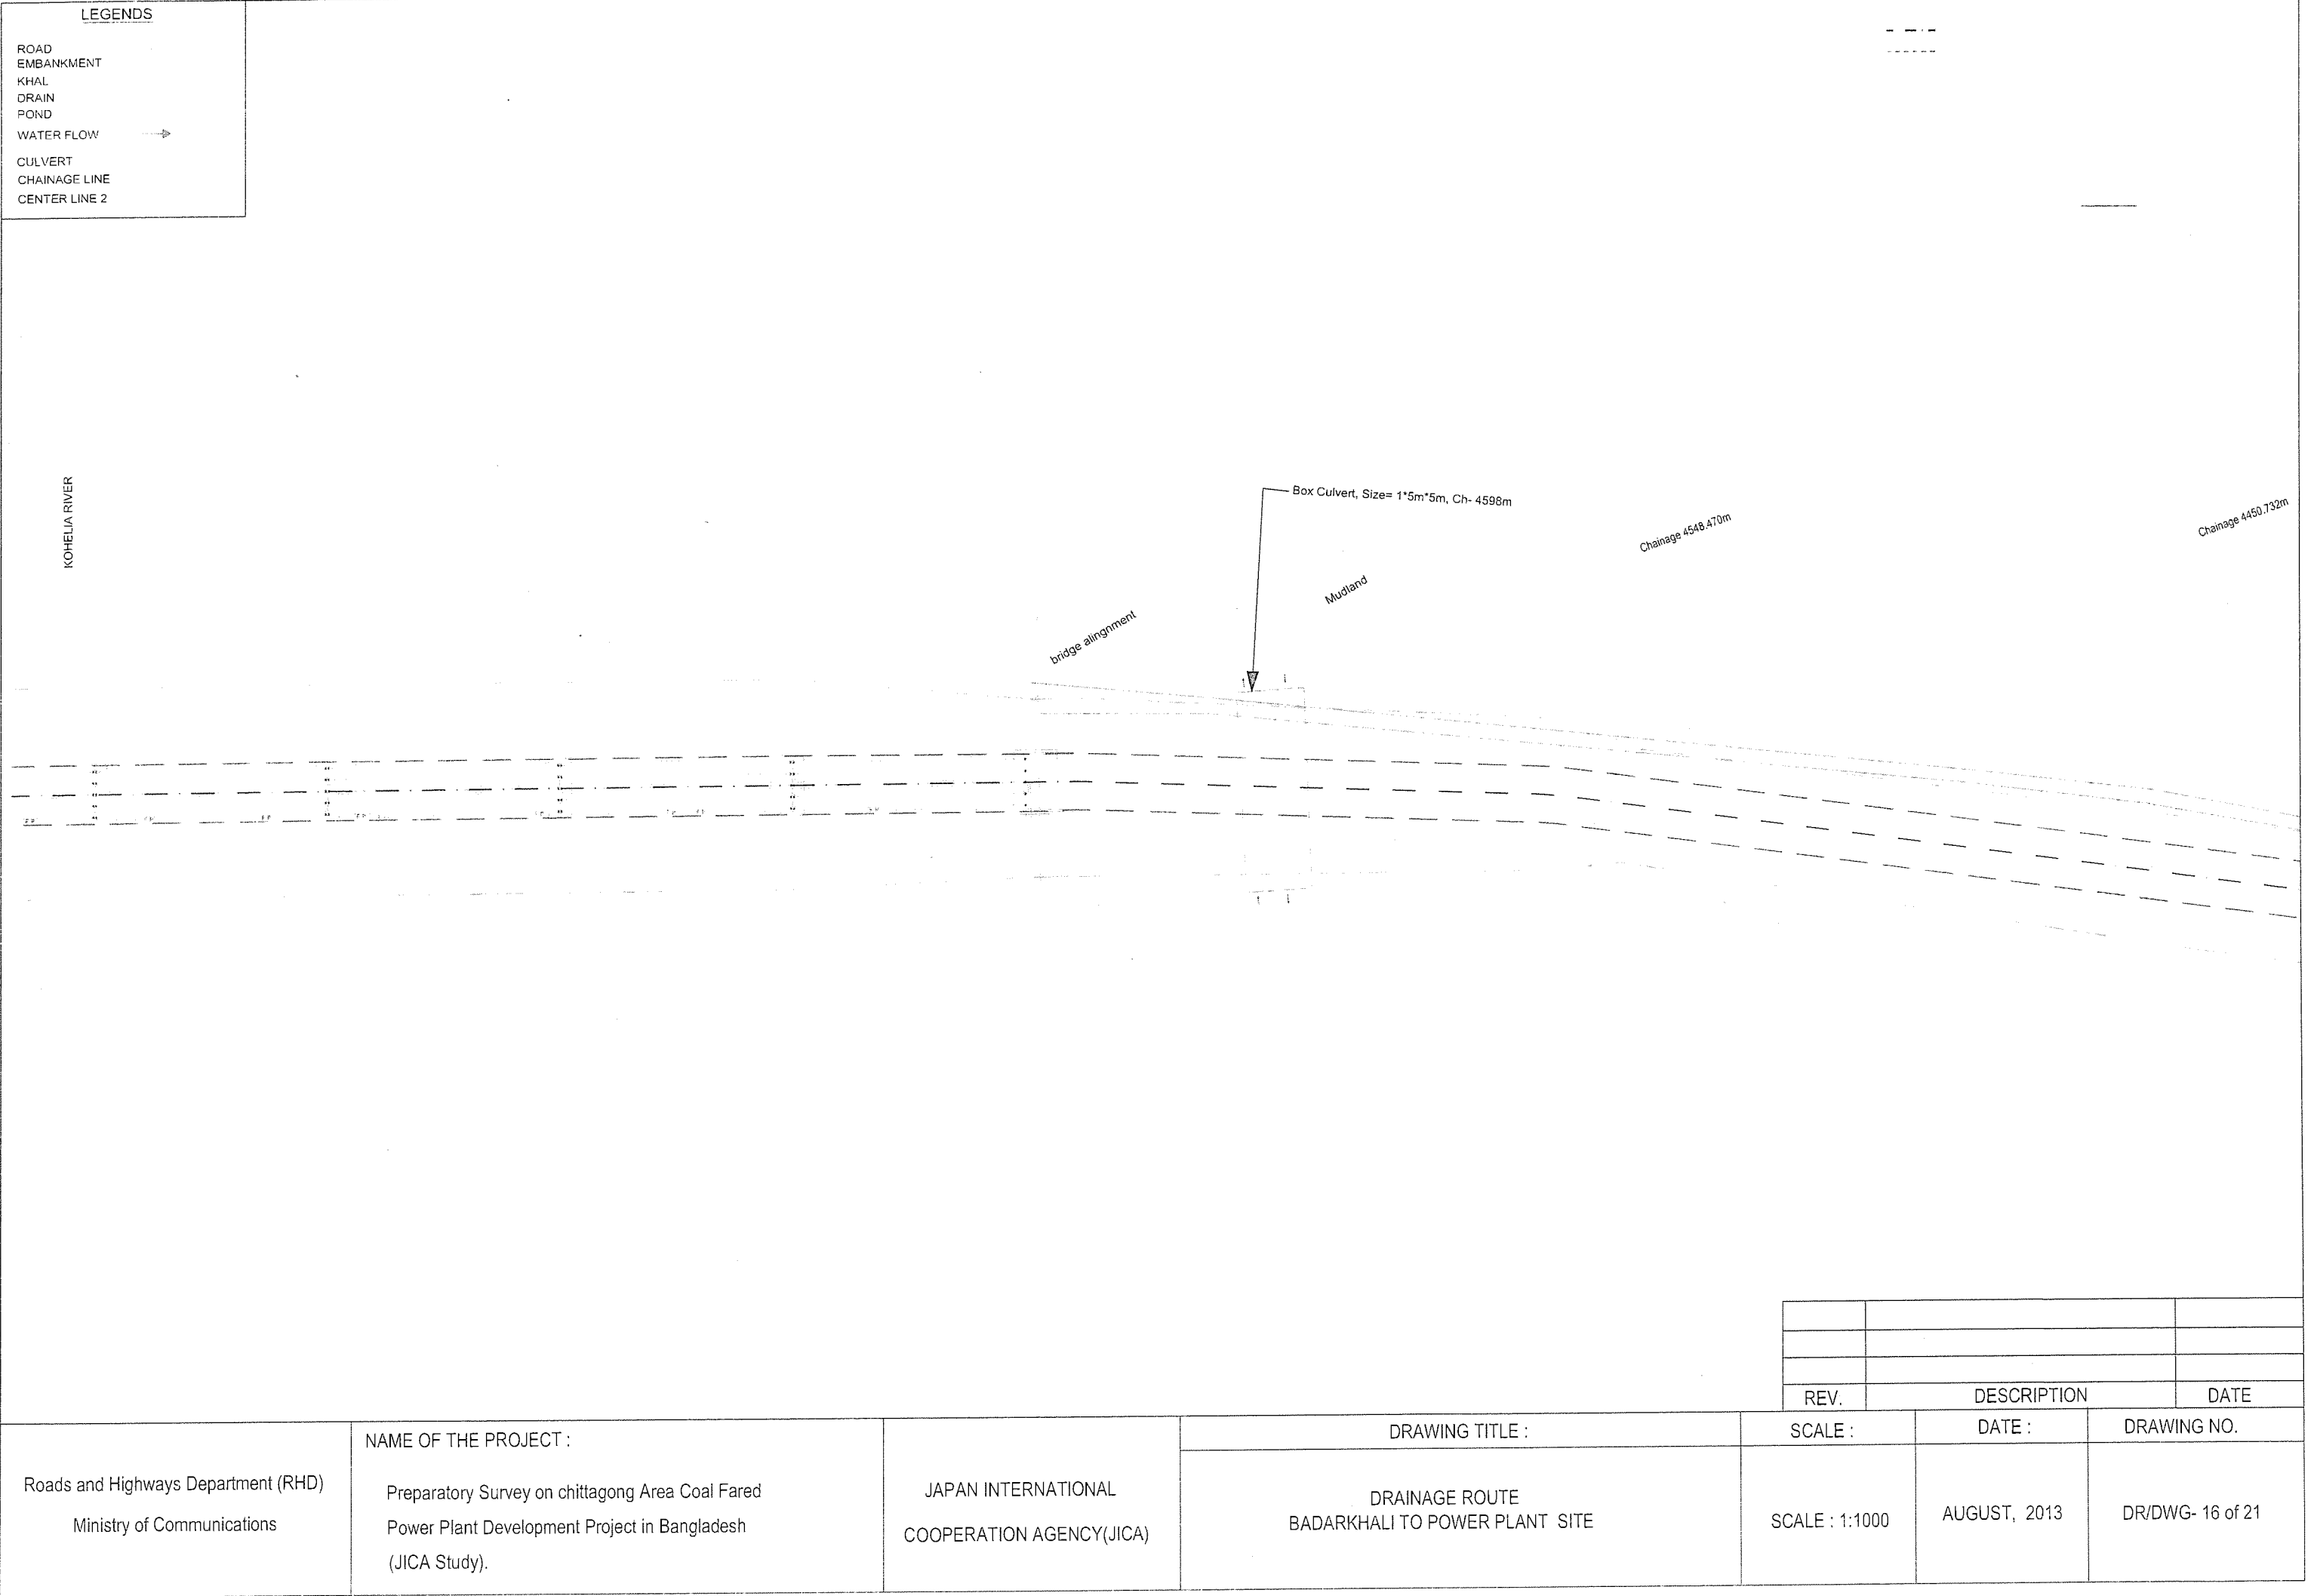 LEGENDS
ROAD
EMBANKMENT
KHAL
DRAIN
POND
WATER FLOW
CULVERT
CHAINAGE LINE
CENTER LINE 2
KOHELIA RIVER
Box Culvert, Size= 1*5m*5m, Ch- 4598m
Chainage 4548.470m
Chainage 4450.732m
Mudland
bridge alingnment
REV. DESCRIPTION DATE
Roads and Highways Department (RHD)
Ministry of Communications
NAME OF THE PROJECT :
Preparatory Survey on chittagong Area Coal Fared
Power Plant Development Project in Bangladesh
(JICA Study).
JAPAN INTERNATIONAL
COOPERATION AGENCY(JICA)
DRAWING TITLE :
DRAINAGE ROUTE
BADARKHALI TO POWER PLANT SITE
SCALE :
SCALE : 1:1000
DATE :
AUGUST, 2013
DRAWING NO.
DR/DWG- 16 of 21